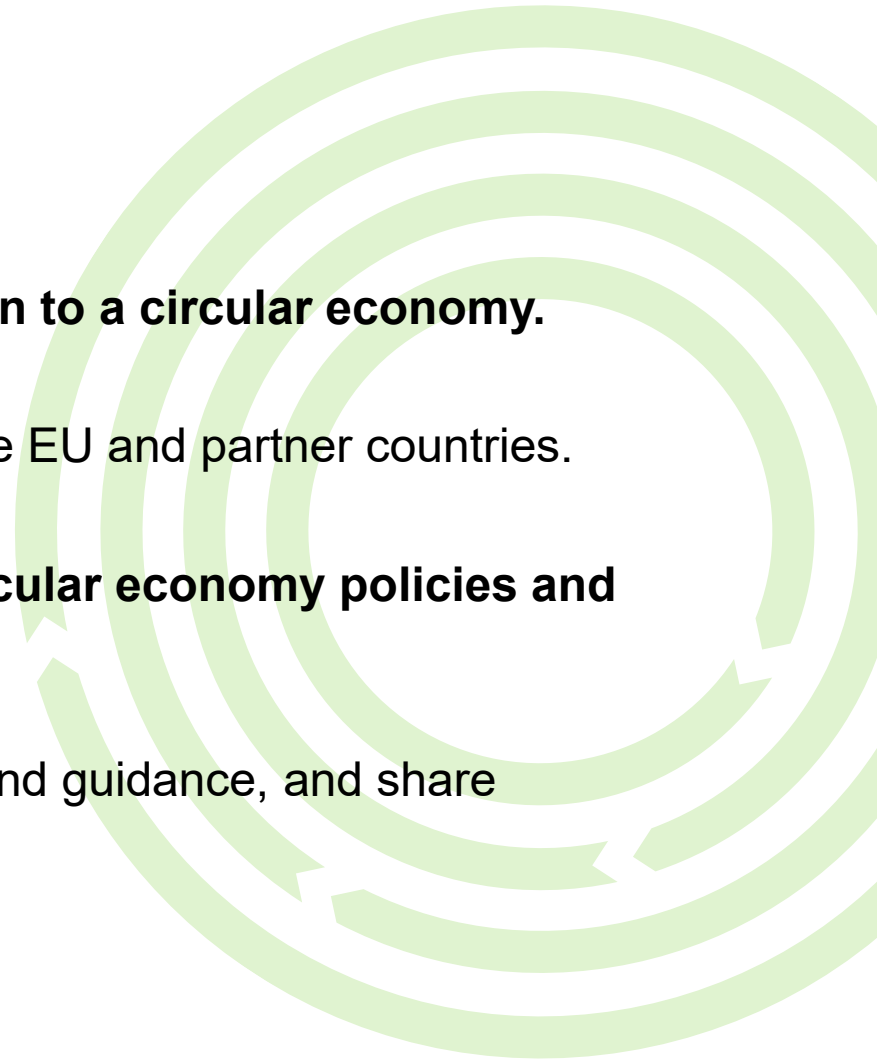 n to a circular economy.
e EU and partner countries.
cular economy policies and
nd guidance, and share